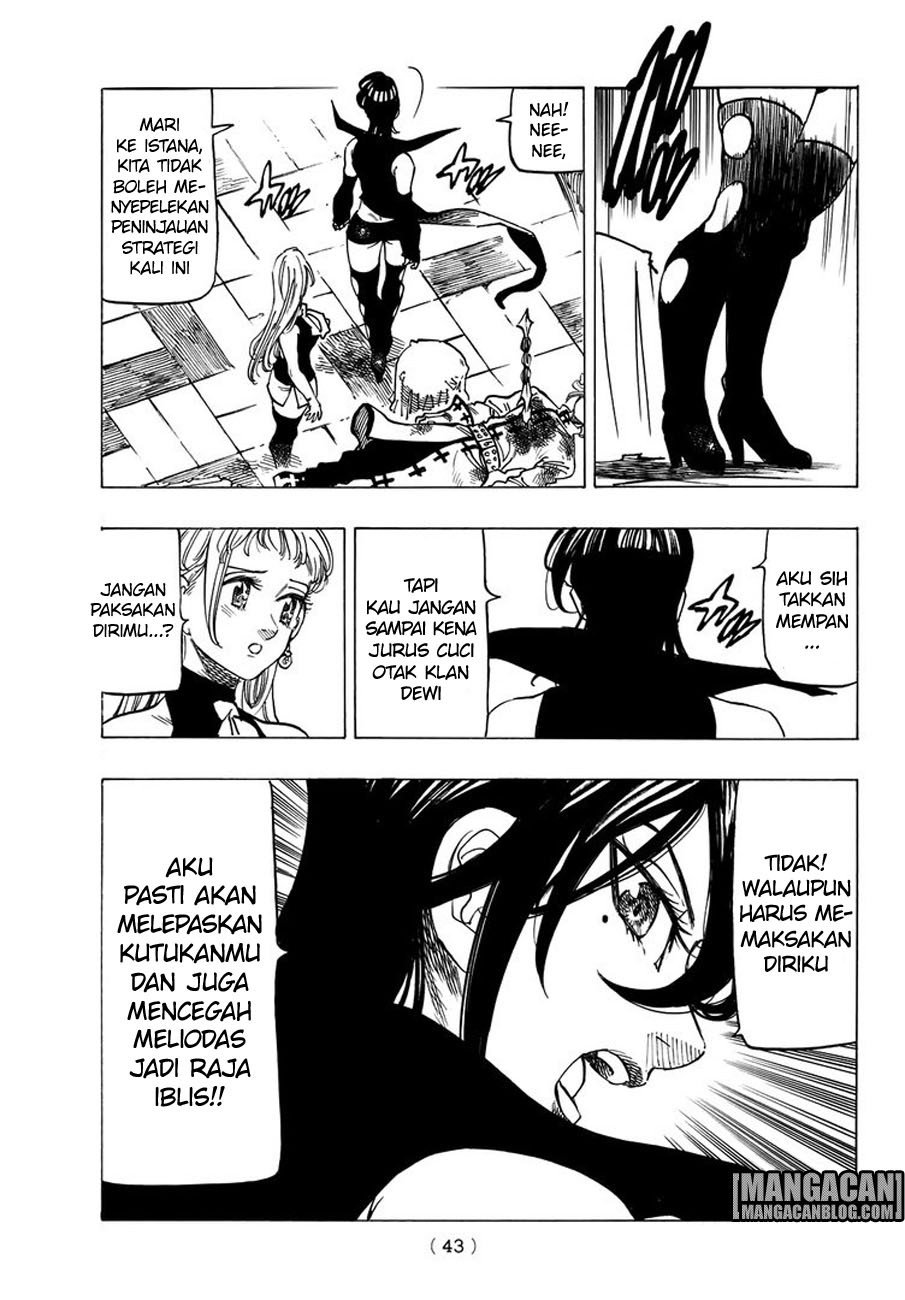 NAH!
NEE-
NEE,
MARI
KE ISTANA,
KITA TIDAK
BOLEH ME-
NYEPELEKAN
PENINJAUAN
STRATEGI
KALI INI
AKU SIH
TAKKAN
MEMPAN
...
TAPI
KAU JANGAN
SAMPAI KENA
JURUS CUCI
OTAK KLAN
DEWI
JANGAN
PAKSAKAN
DIRIMU...?
TIDAK!
WALAUPUN
HARUS ME-
MAKSAKAN
DIRIKU
AKU
PASTI AKAN
MELEPASKAN
KUTUKANMU
DAN JUGA
MENCEGAH
MELIODAS
JADI RAJA
IBLIS!!
[MANGACAN]
MANGACANBLOG.COM
( 43 )